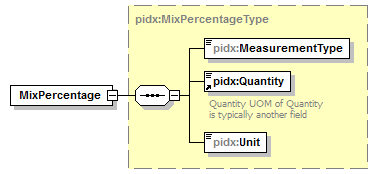 pidx:MixPercentageType
pidx:MeasurementType
MixPercentage
pidx:Quantity
Quantity UOM of Quantity
is typically another field
pidx:Unit